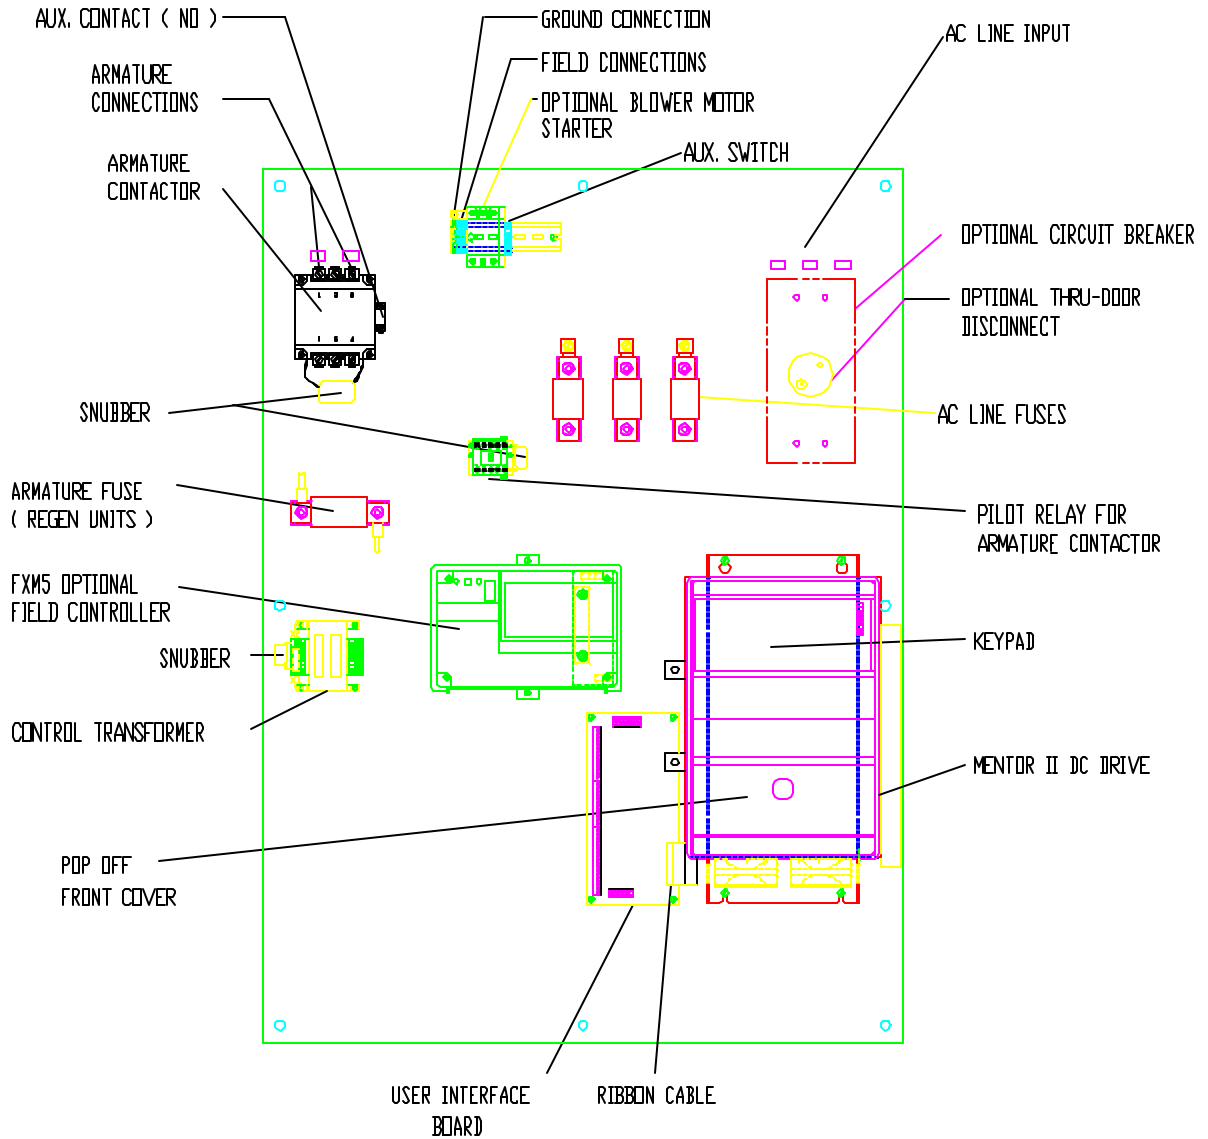 AUX. CONTACT ( NO )
ARMATURE
CONNECTIONS
ARMATURE
CONTACTOR
GROUND CONNECTION
FIELD CONNECTIONS
OPTIONAL BLOWER MOTOR
STARTER
AUX. SWITCH
AC LINE INPUT
OPTIONAL CIRCUIT BREAKER
OPTIONAL THRU-DOOR
DISCONNECT
SNUBBER
AC LINE FUSES
ARMATURE FUSE
( REGEN UNITS )
PILOT RELAY FOR
ARMATURE CONTACTOR
FXM5 OPTIONAL
FIELD CONTROLLER
SNUBBER
KEYPAD
CONTROL TRANSFORMER
MENTOR II DC DRIVE
POP OFF
FRONT COVER
USER INTERFACE
BOARD
RIBBON CABLE